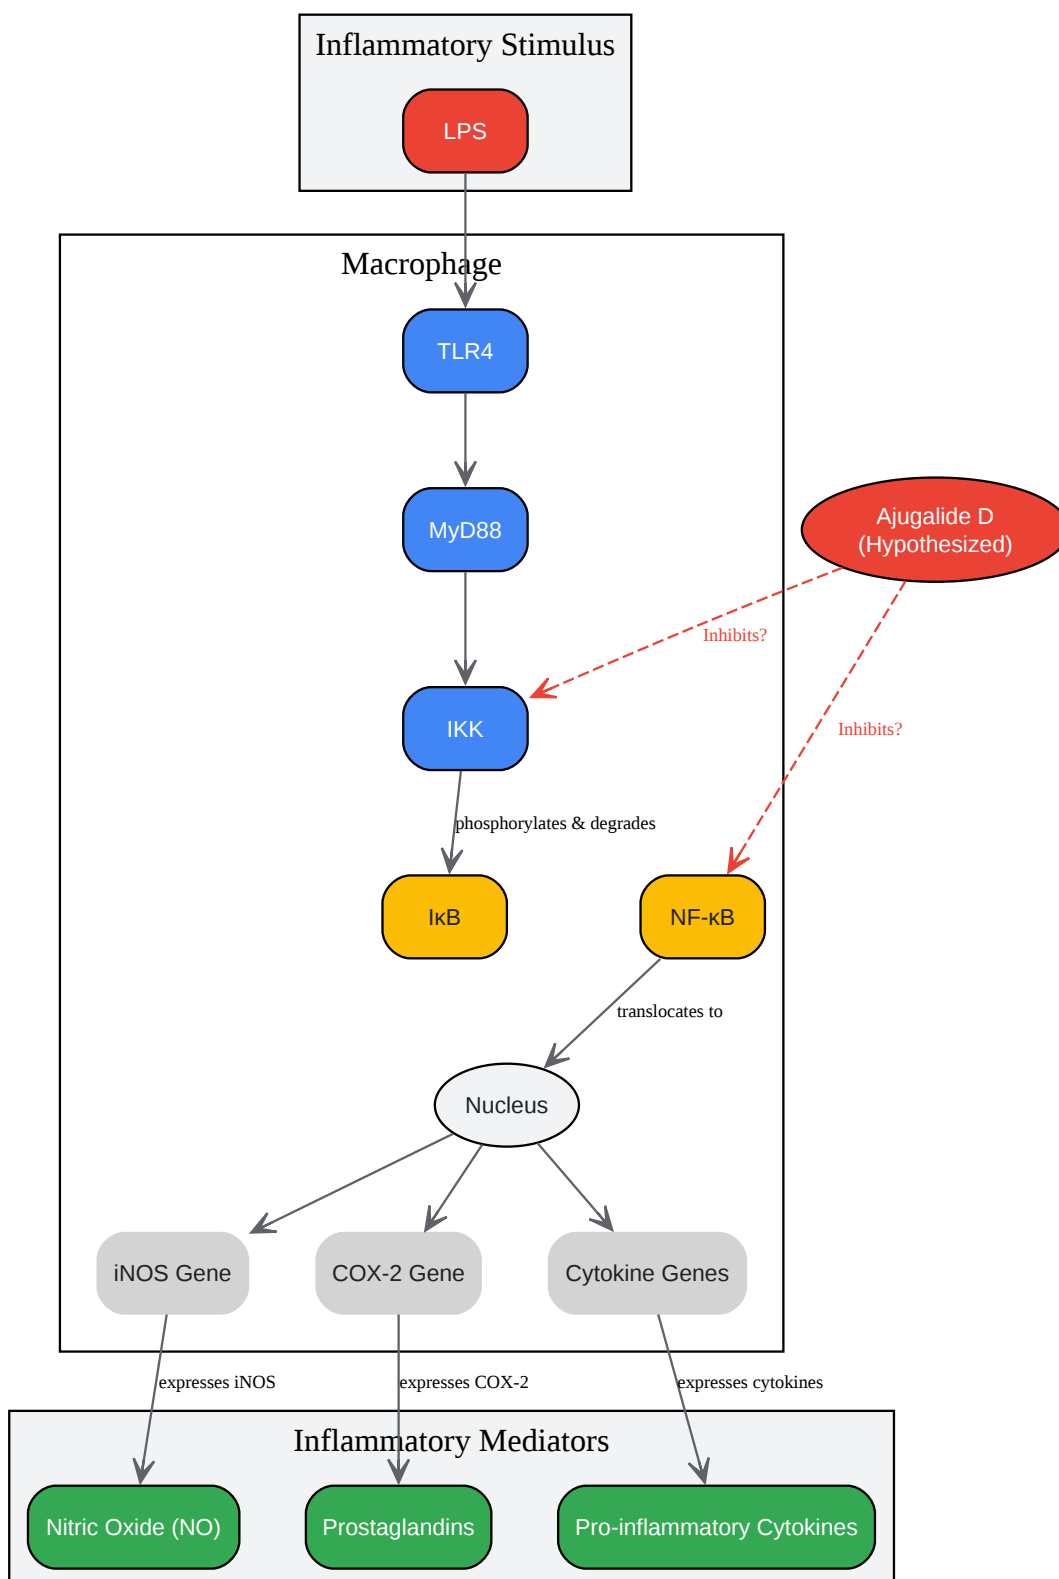 Inflammatory Stimulus
LPS
Macrophage
TLR4
MyD88
Ajugalide D
(Hypothesized)
Inhibits?
IKK
Inhibits?
phosphorylates & degrades
IκB
NF-κB
translocates to
Nucleus
iNOS Gene
COX-2 Gene
Cytokine Genes
expresses iNOS
expresses COX-2
expresses cytokines
Inflammatory Mediators
Nitric Oxide (NO)
Prostaglandins
Pro-inflammatory Cytokines